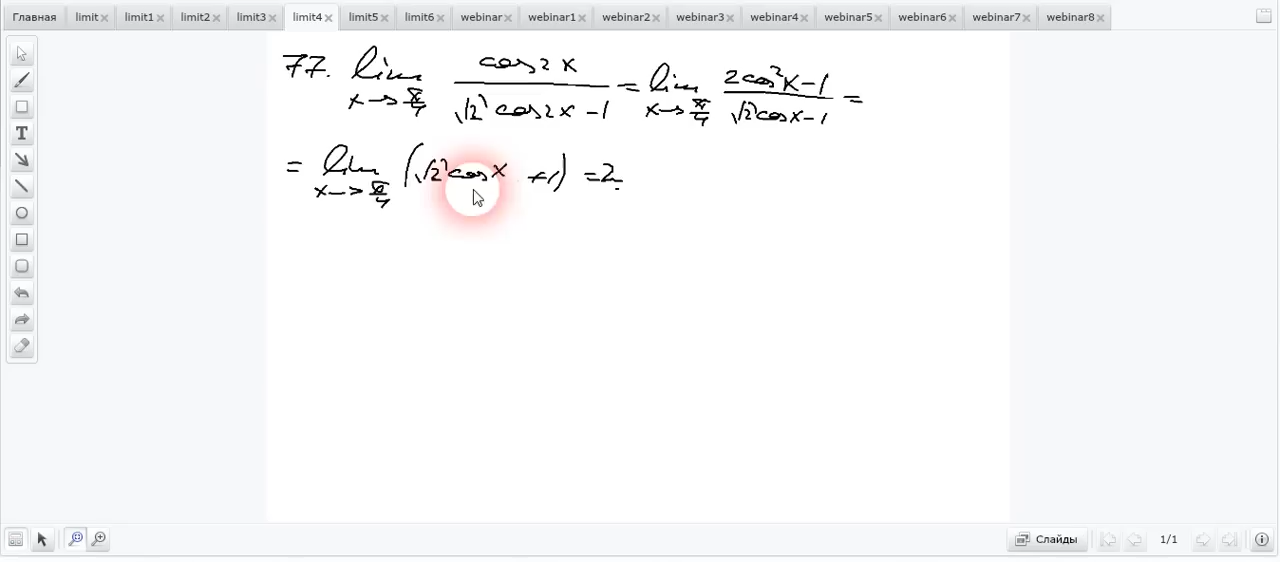 Главная limit limit1 limit2 limit3 limit4 limit5 limit6 webinar webinar1 webinar2 webinar3 webinar4 webinar5 webinar6 webinar7 webinar8
77. lim x→π/4 cos2x / (√2 cos2x − 1) = lim x→π/4 (2cos²x − 1) / (√2 cosx − 1) =
= lim x→π/4 (√2 cosx + 1) = 2.
T
Слайды 1/1